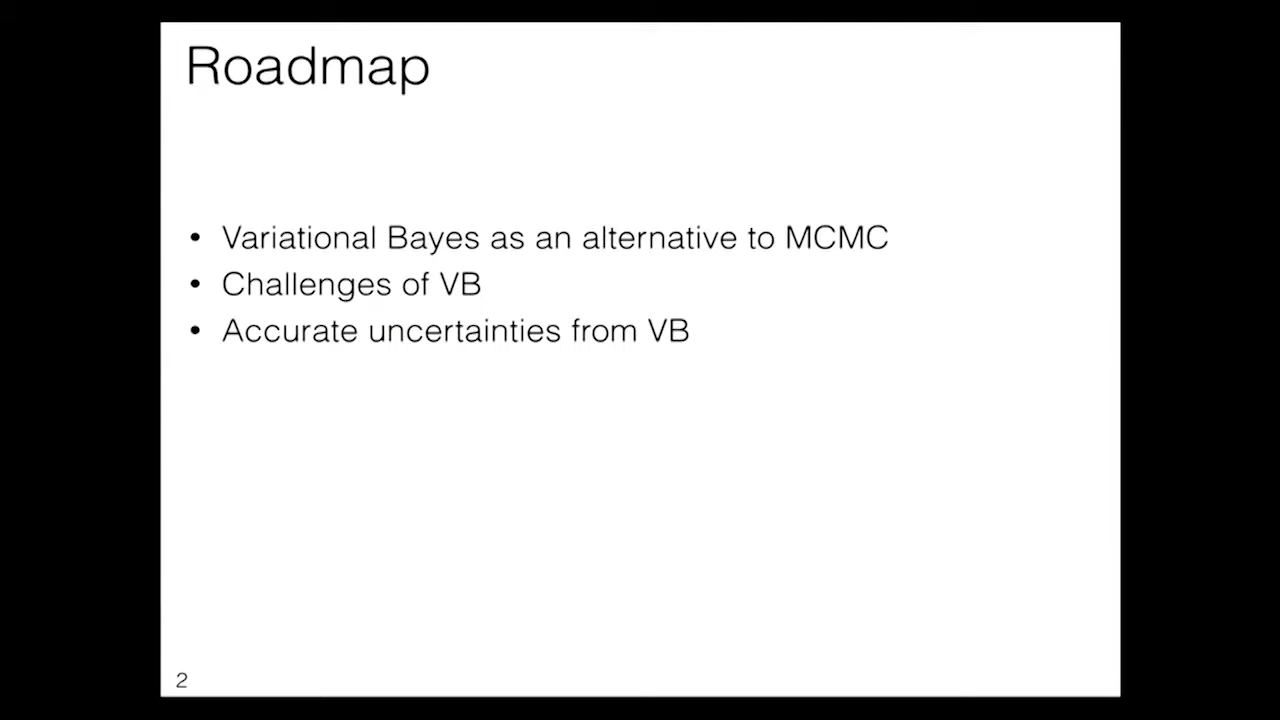 Roadmap
• Variational Bayes as an alternative to MCMC
• Challenges of VB
• Accurate uncertainties from VB
2